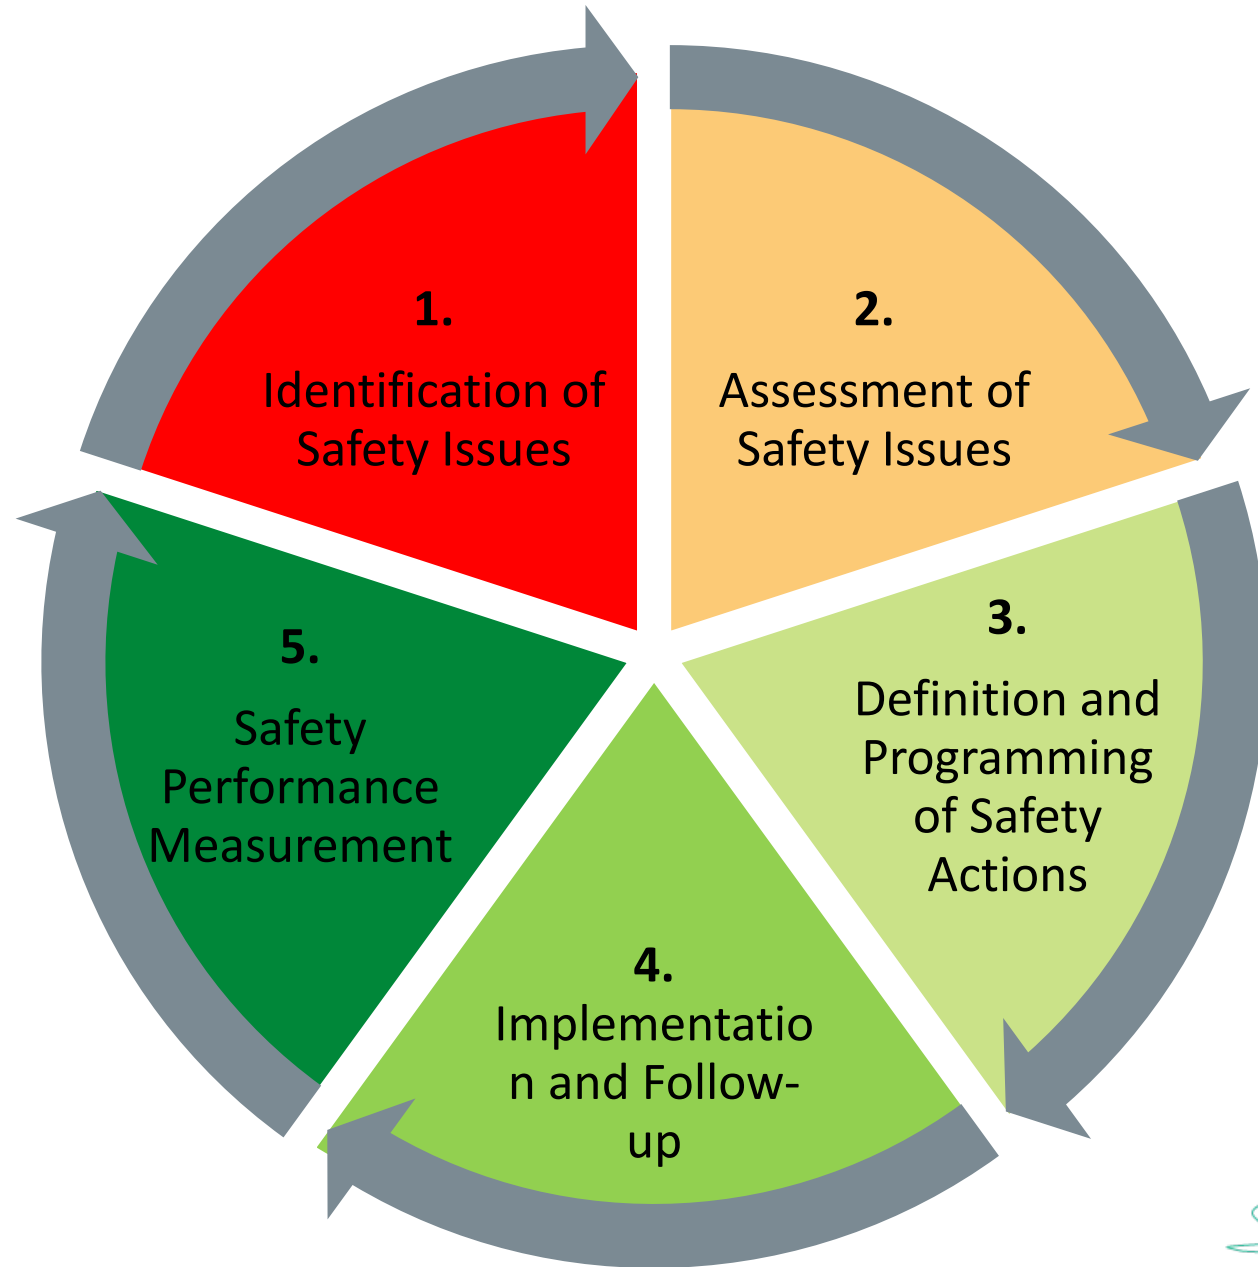 1.
Identification of
Safety Issues
2.
Assessment of
Safety Issues
3.
Definition and
Programming
of Safety
Actions
4.
Implementatio
n and Follow-
up
5.
Safety
Performance
Measurement